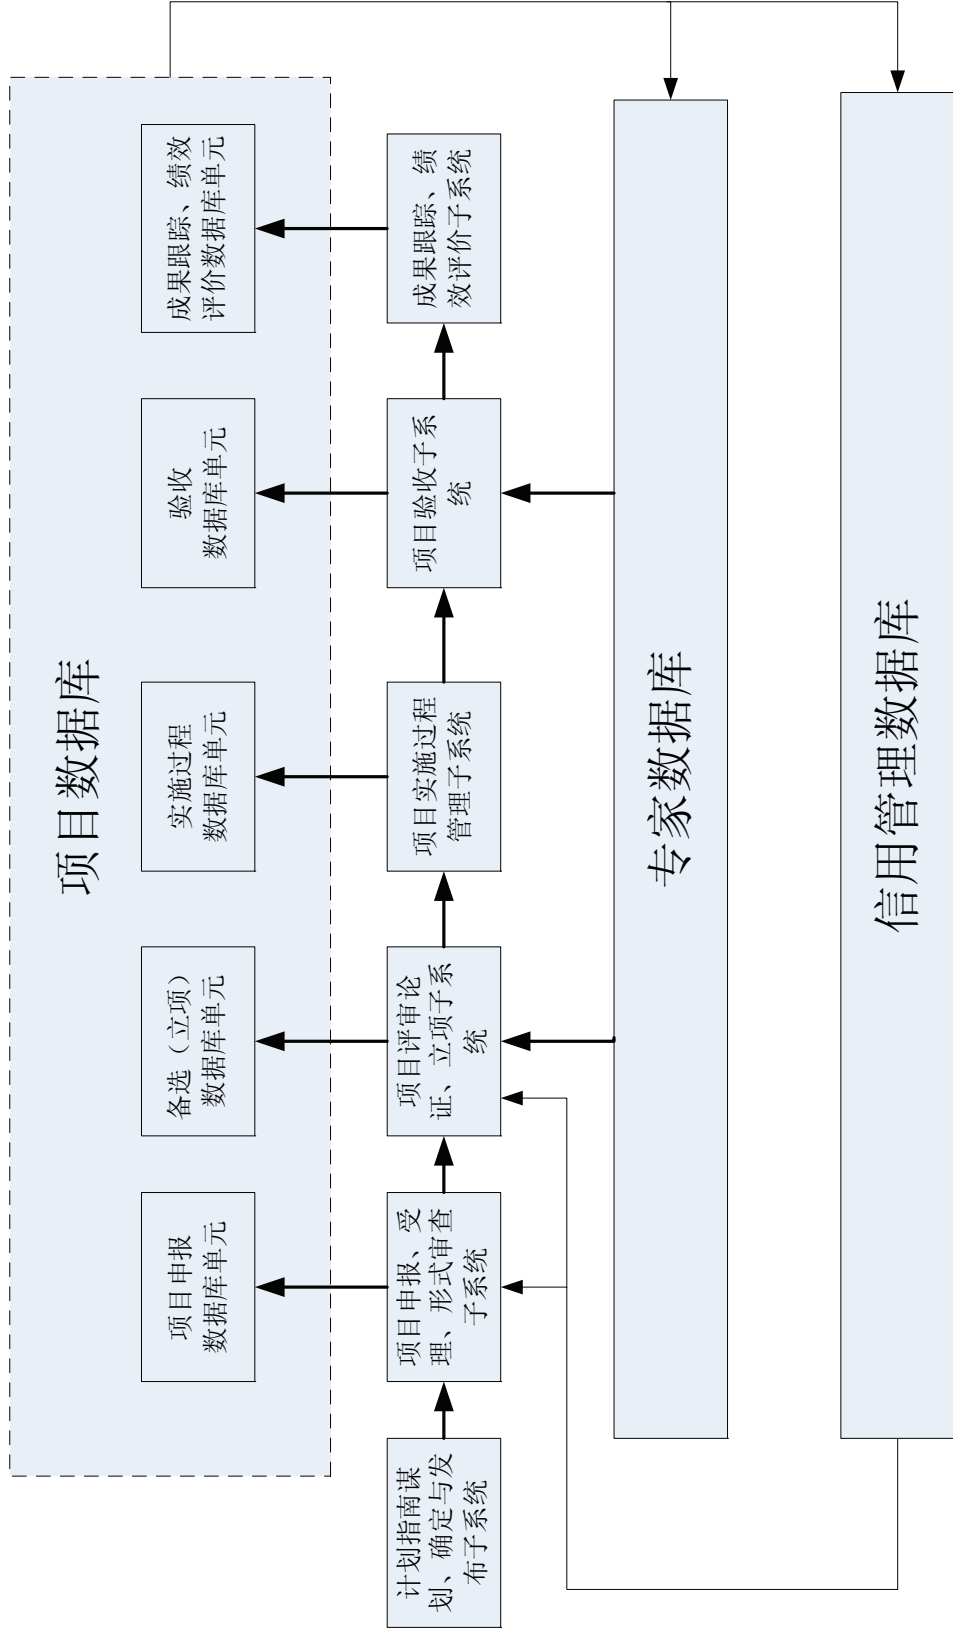 项目数据库
项目申报
数据库单元
备选（立项）
数据库单元
实施过程
数据库单元
验收
数据库单元
成果跟踪、绩效
评价数据库单元
计划指南谋
划、确定与发
布子系统
项目申报、受
理、形式审查
子系统
项目评审论
证、立项子系
统
项目实施过程
管理子系统
项目验收子系
统
成果跟踪、绩
效评价子系统
专家数据库
信用管理数据库